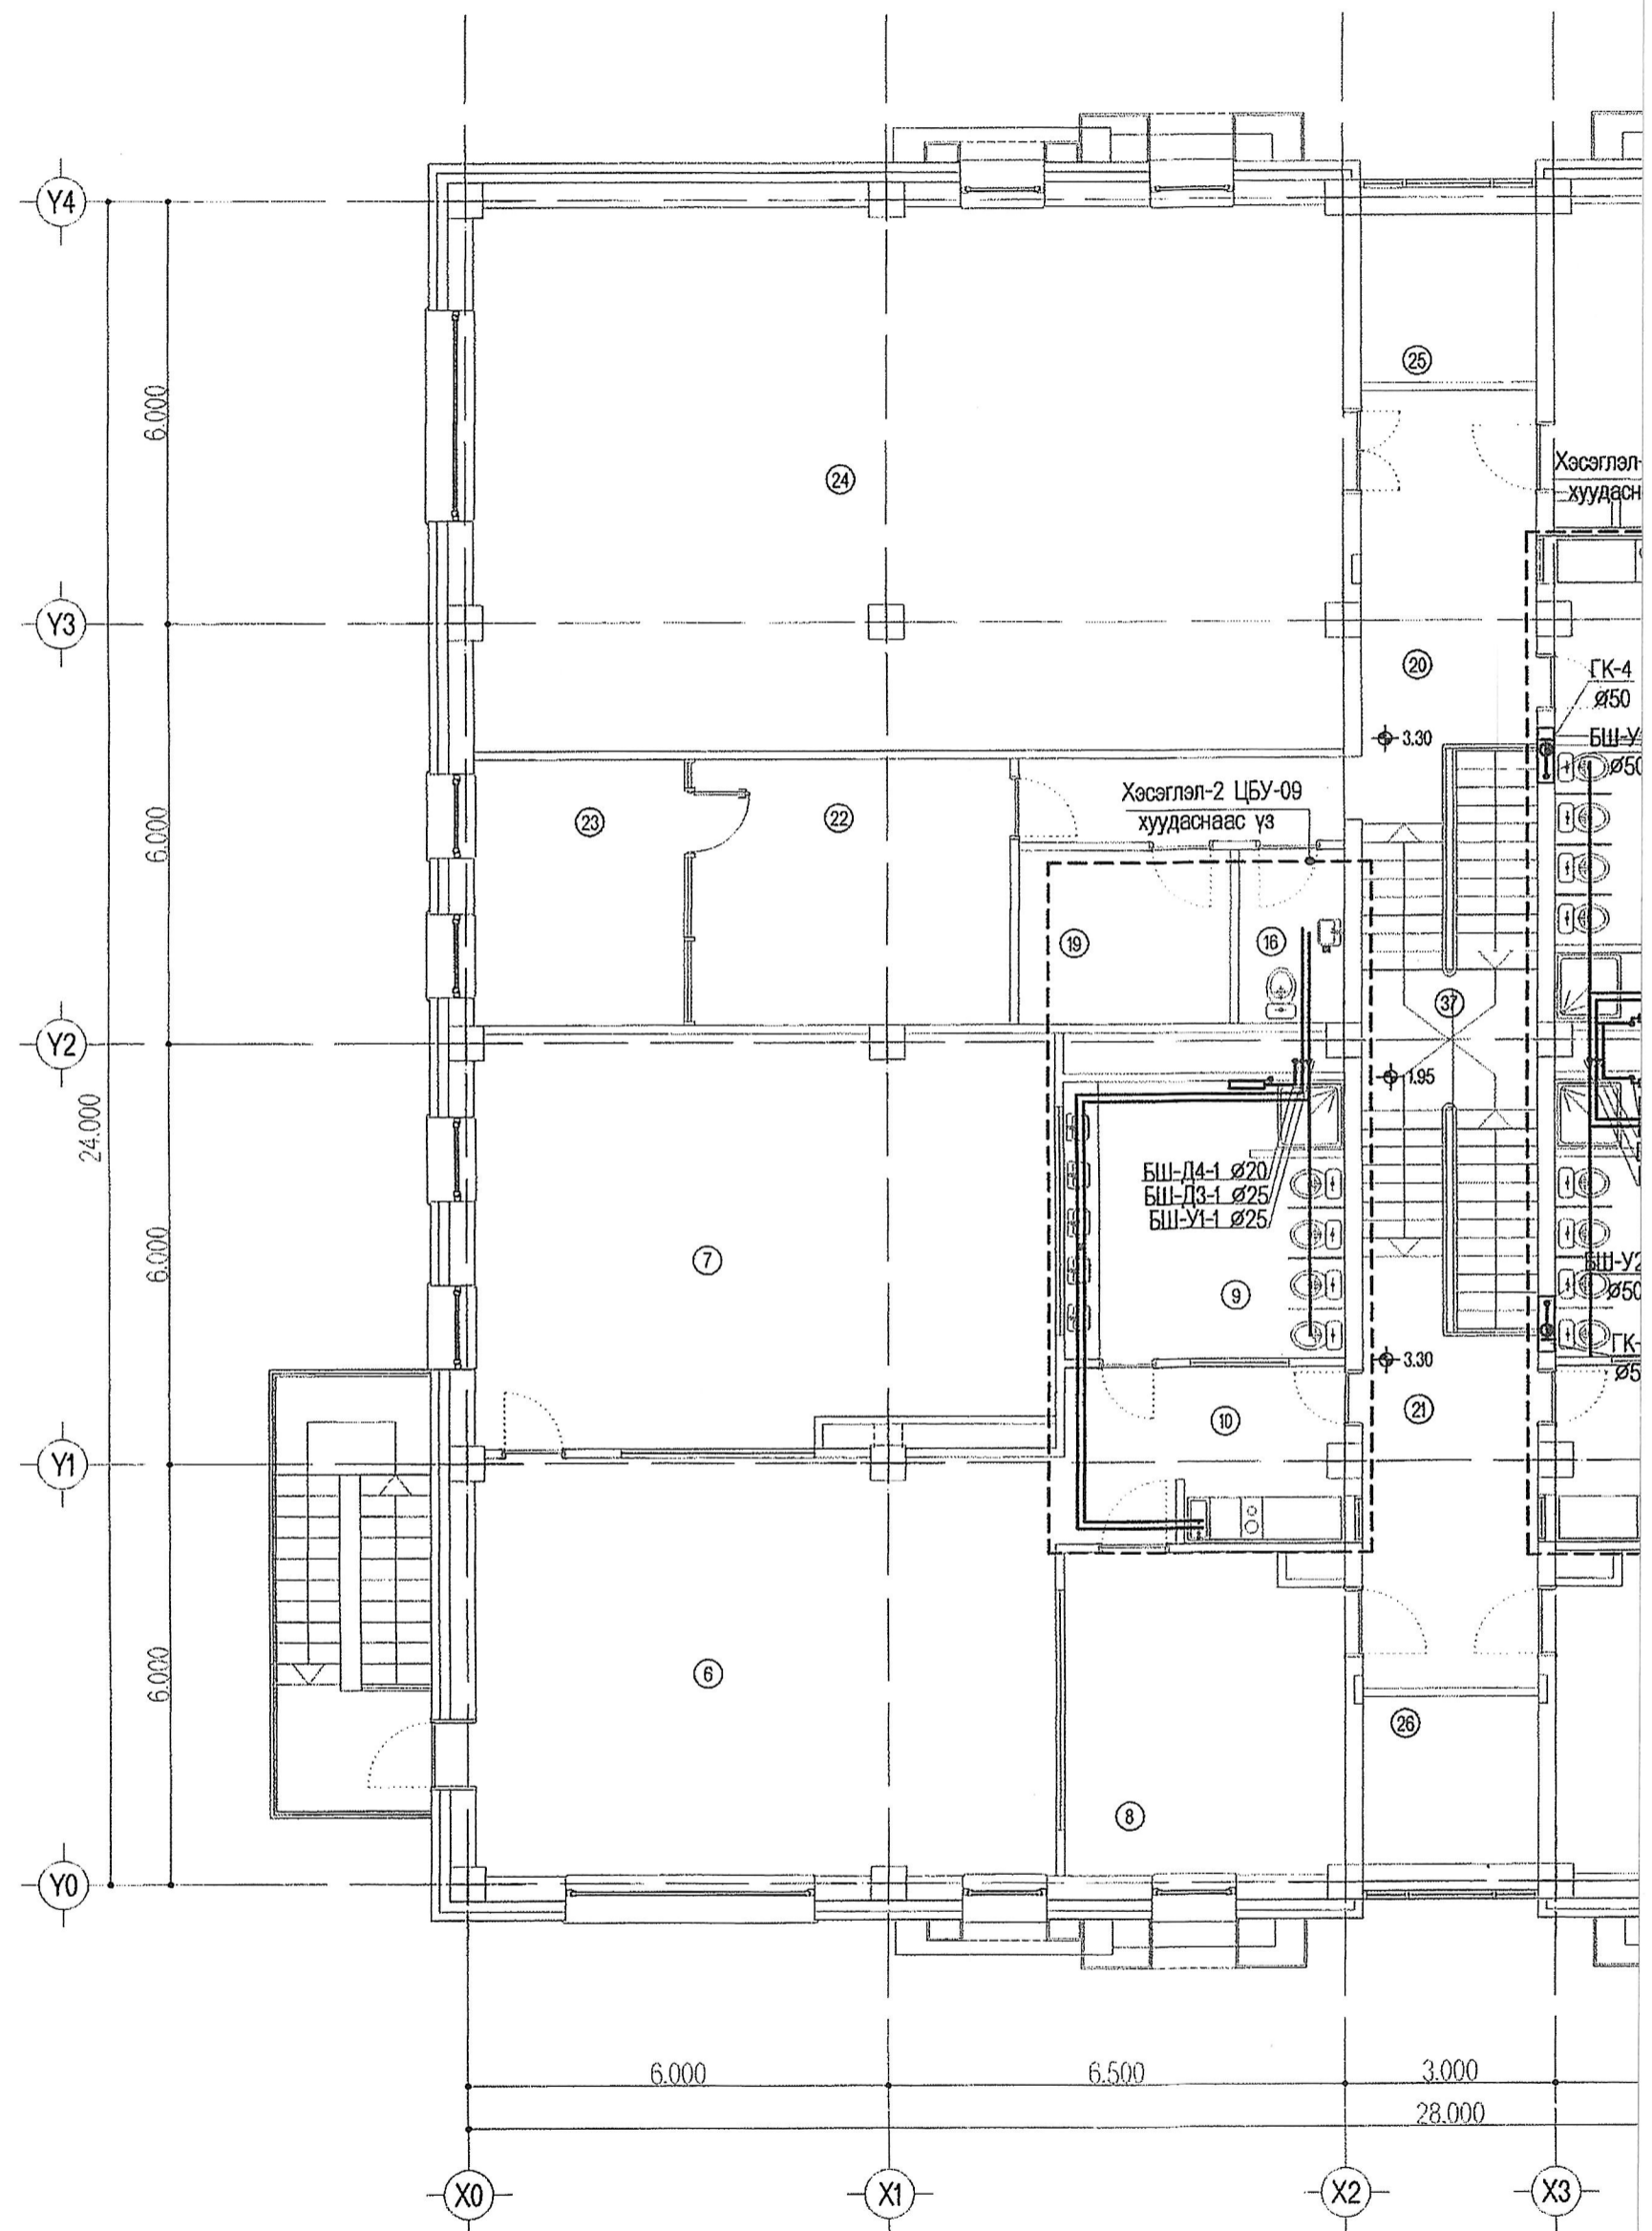 Y4
6.000
25
24
Хэсэглэл-
хуудасн
Y3
20
ГК-4
Ø50
3.30
БШ-У
Ø50
Хэсэглэл-2 ЦБУ-09
хуудаснаас үз
23
22
6.000
19
16
37
Y2
24.000
1.95
БШ-Д4-1 Ø20
БШ-Д3-1 Ø25
БШ-У1-1 Ø25
7
6.000
9
БШ-У2
Ø50
3.30
ГК-
Ø5
10
21
Y1
6
6.000
26
8
Y0
6.000
6.500
3.000
28.000
X0
X1
X2
X3